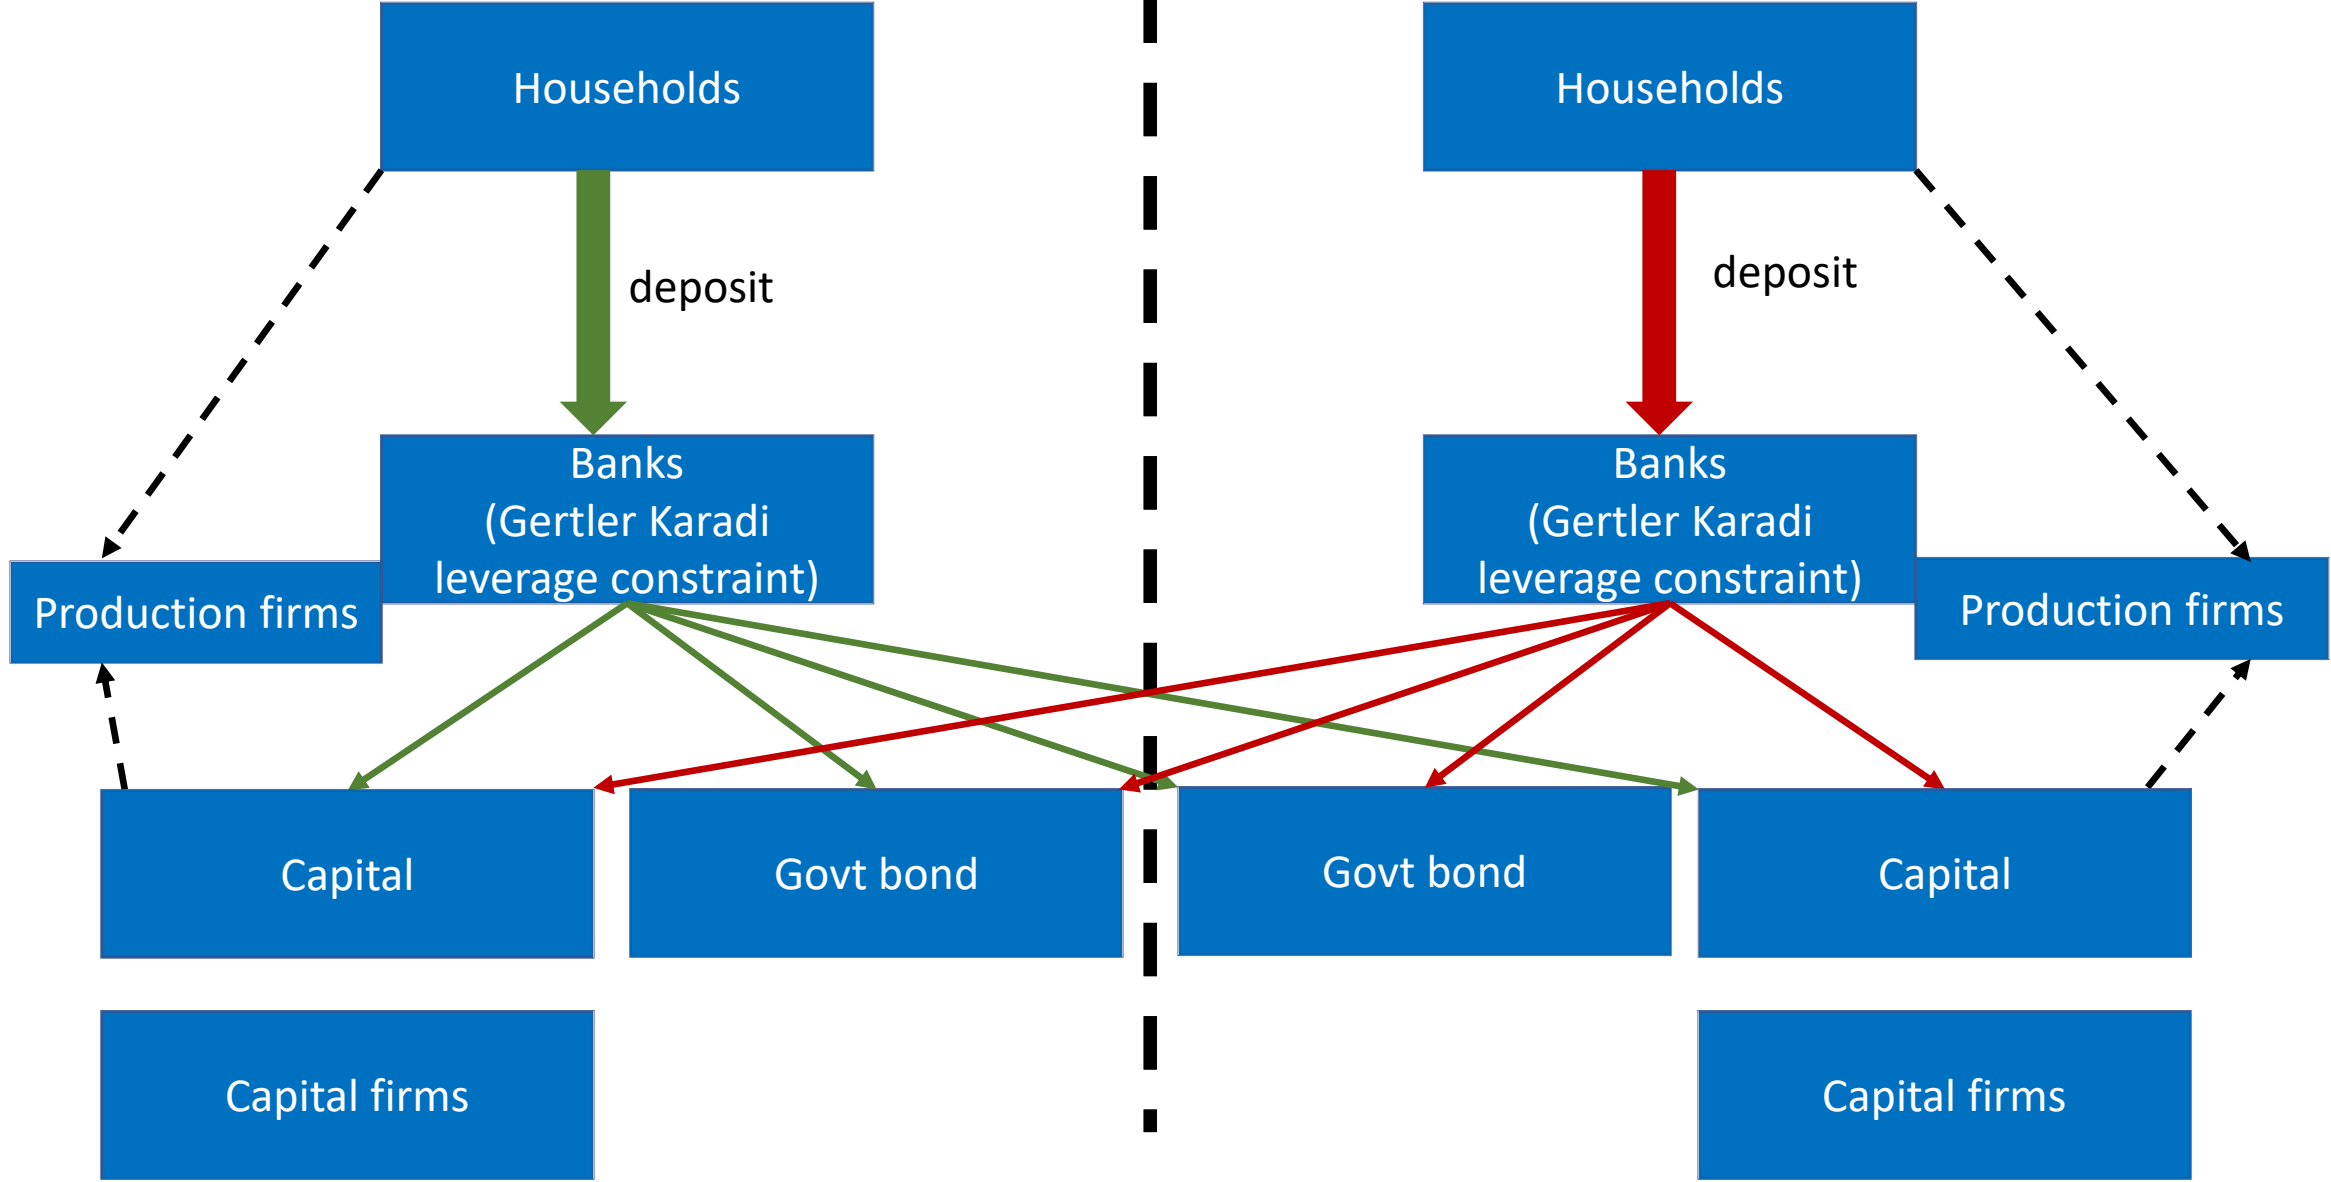 Households
Households
deposit
deposit
Banks
(Gertler Karadi
leverage constraint)
Banks
(Gertler Karadi
leverage constraint)
Production firms
Production firms
Capital
Govt bond
Govt bond
Capital
Capital firms
Capital firms